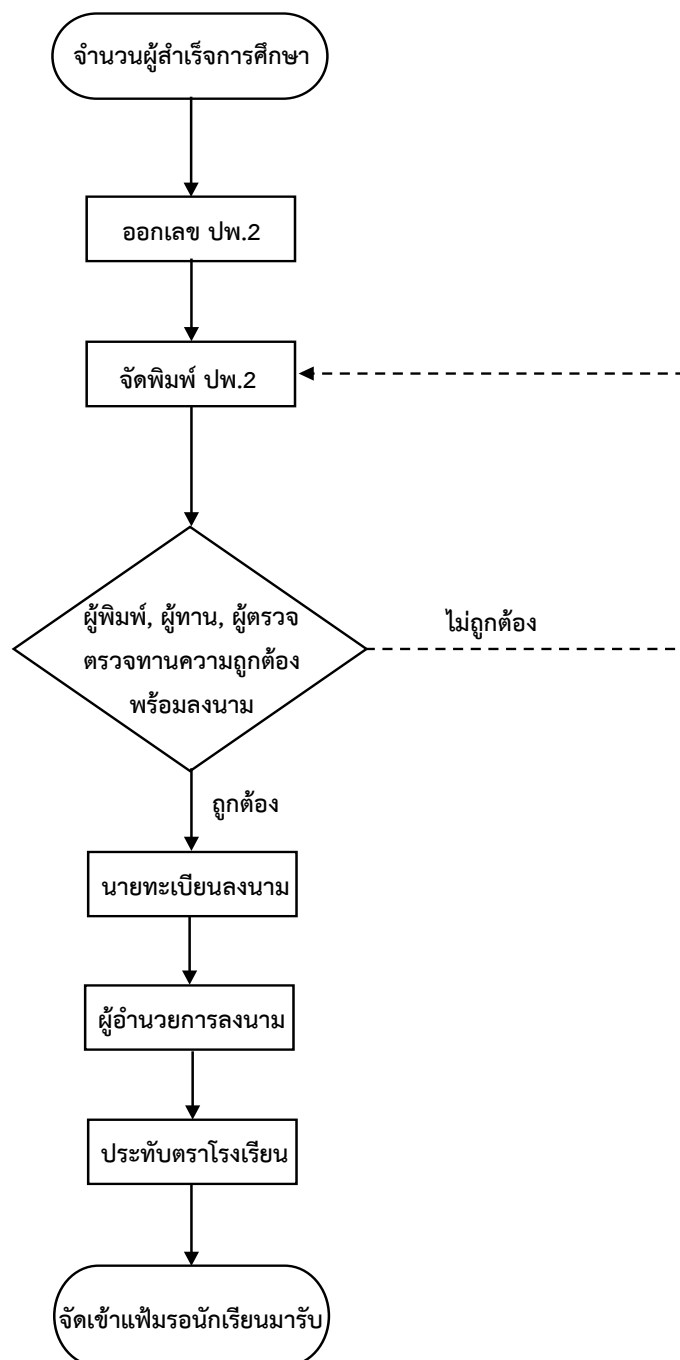 จำนวนผู้สำเร็จการศึกษา
ออกเลข ปพ.2
จัดพิมพ์ ปพ.2
ผู้พิมพ์, ผู้ทาน, ผู้ตรวจ
ตรวจทานความถูกต้อง
พร้อมลงนาม
ไม่ถูกต้อง
ถูกต้อง
นายทะเบียนลงนาม
ผู้อำนวยการลงนาม
ประทับตราโรงเรียน
จัดเข้าแฟ้มรอนักเรียนมารับ